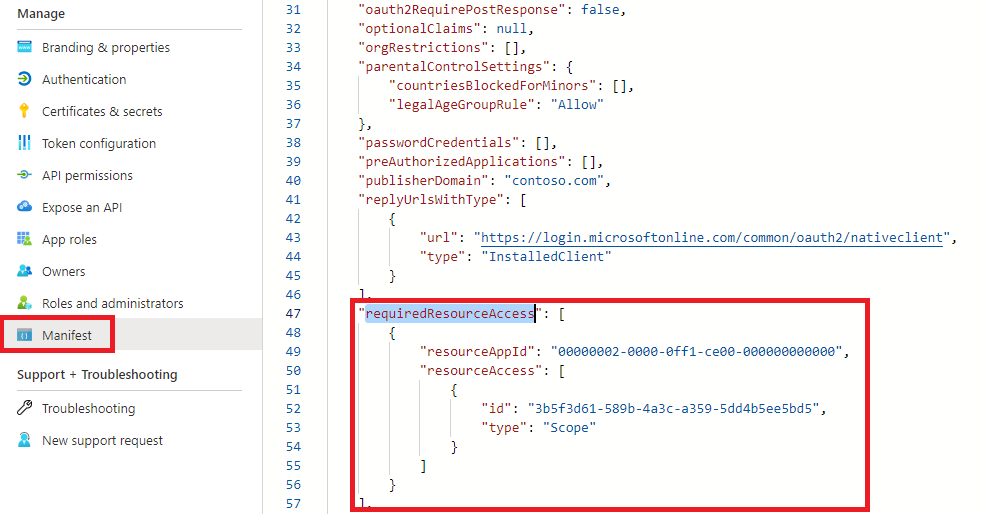 Manage
Branding & properties
Authentication
Certificates & secrets
Token configuration
API permissions
Expose an API
App roles
Owners
Roles and administrators
Manifest
Support + Troubleshooting
Troubleshooting
New support request
31 "oauth2RequirePostResponse": false,
32 "optionalClaims": null,
33 "orgRestrictions": [],
34 "parentalControlSettings": {
35 "countriesBlockedForMinors": [],
36 "legalAgeGroupRule": "Allow"
37 },
38 "passwordCredentials": [],
39 "preAuthorizedApplications": [],
40 "publisherDomain": "contoso.com",
41 "replyUrlsWithType": [
42 {
43 "url": "https://login.microsoftonline.com/common/oauth2/nativeclient",
44 "type": "InstalledClient"
45 }
46 ],
47 "requiredResourceAccess": [
48 {
49 "resourceAppId": "00000002-0000-0ff1-ce00-000000000000",
50 "resourceAccess": [
51 {
52 "id": "3b5f3d61-589b-4a3c-a359-5dd4b5ee5bd5",
53 "type": "Scope"
54 }
55 ]
56 }
57 ],